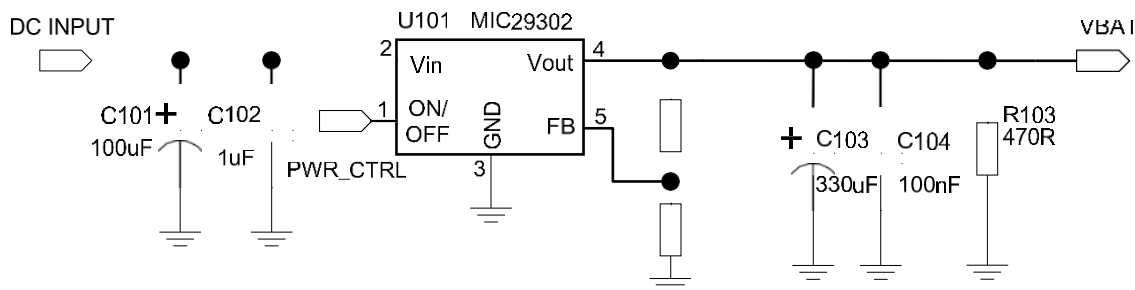 DC INPUT
U101 MIC29302
VBAT
2
4
Vin
Vout
C101
C102
1
ON/
OFF
GND
FB
5
R103
470R
100uF
1uF
PWR_CTRL
3
C103
C104
330uF
100nF